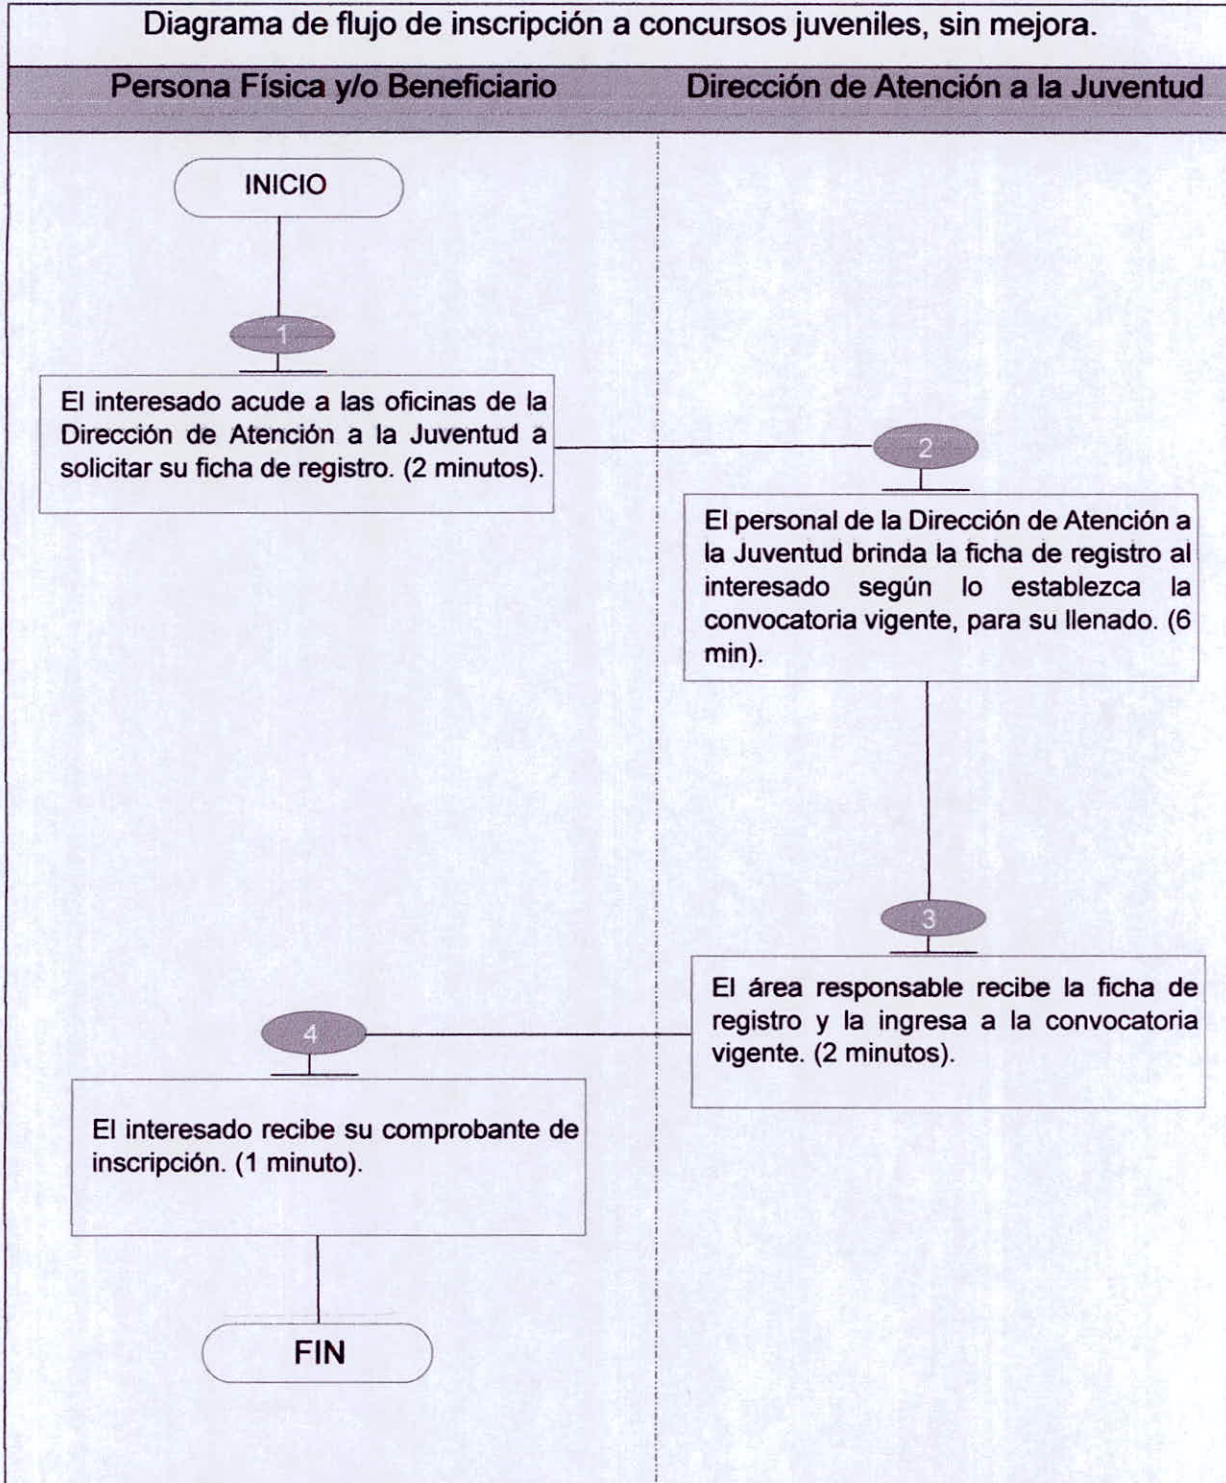 Diagrama de flujo de inscripción a concursos juveniles, sin mejora.
Persona Física y/o Beneficiario
Dirección de Atención a la Juventud
INICIO
1
El interesado acude a las oficinas de la
Dirección de Atención a la Juventud a
solicitar su ficha de registro. (2 minutos).
2
El personal de la Dirección de Atención a
la Juventud brinda la ficha de registro al
interesado según lo establezca la
convocatoria vigente, para su llenado. (6
min).
3
El área responsable recibe la ficha de
registro y la ingresa a la convocatoria
vigente. (2 minutos).
4
El interesado recibe su comprobante de
inscripción. (1 minuto).
FIN